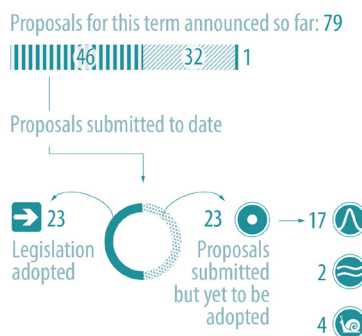 Proposals for this term announced so far: 79
46 32 1
Proposals submitted to date
23
Legislation
adopted
23
Proposals
submitted
but yet to be
adopted
17
2
4